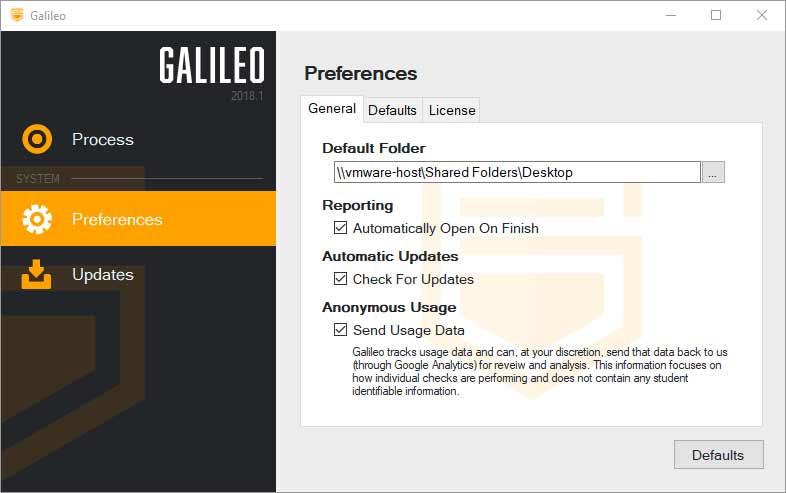 Galileo
GALILEO
2018.1
Process
SYSTEM
Preferences
Updates
Preferences
General Defaults License
Default Folder
\\vmware-host\Shared Folders\Desktop
...
Reporting
Automatically Open On Finish
Automatic Updates
Check For Updates
Anonymous Usage
Send Usage Data
Galileo tracks usage data and can, at your discretion, send that data back to us
(through Google Analytics) for reveiw and analysis. This information focuses on
how individual checks are perfoming and does not contain any student
identifiable information.
Defaults